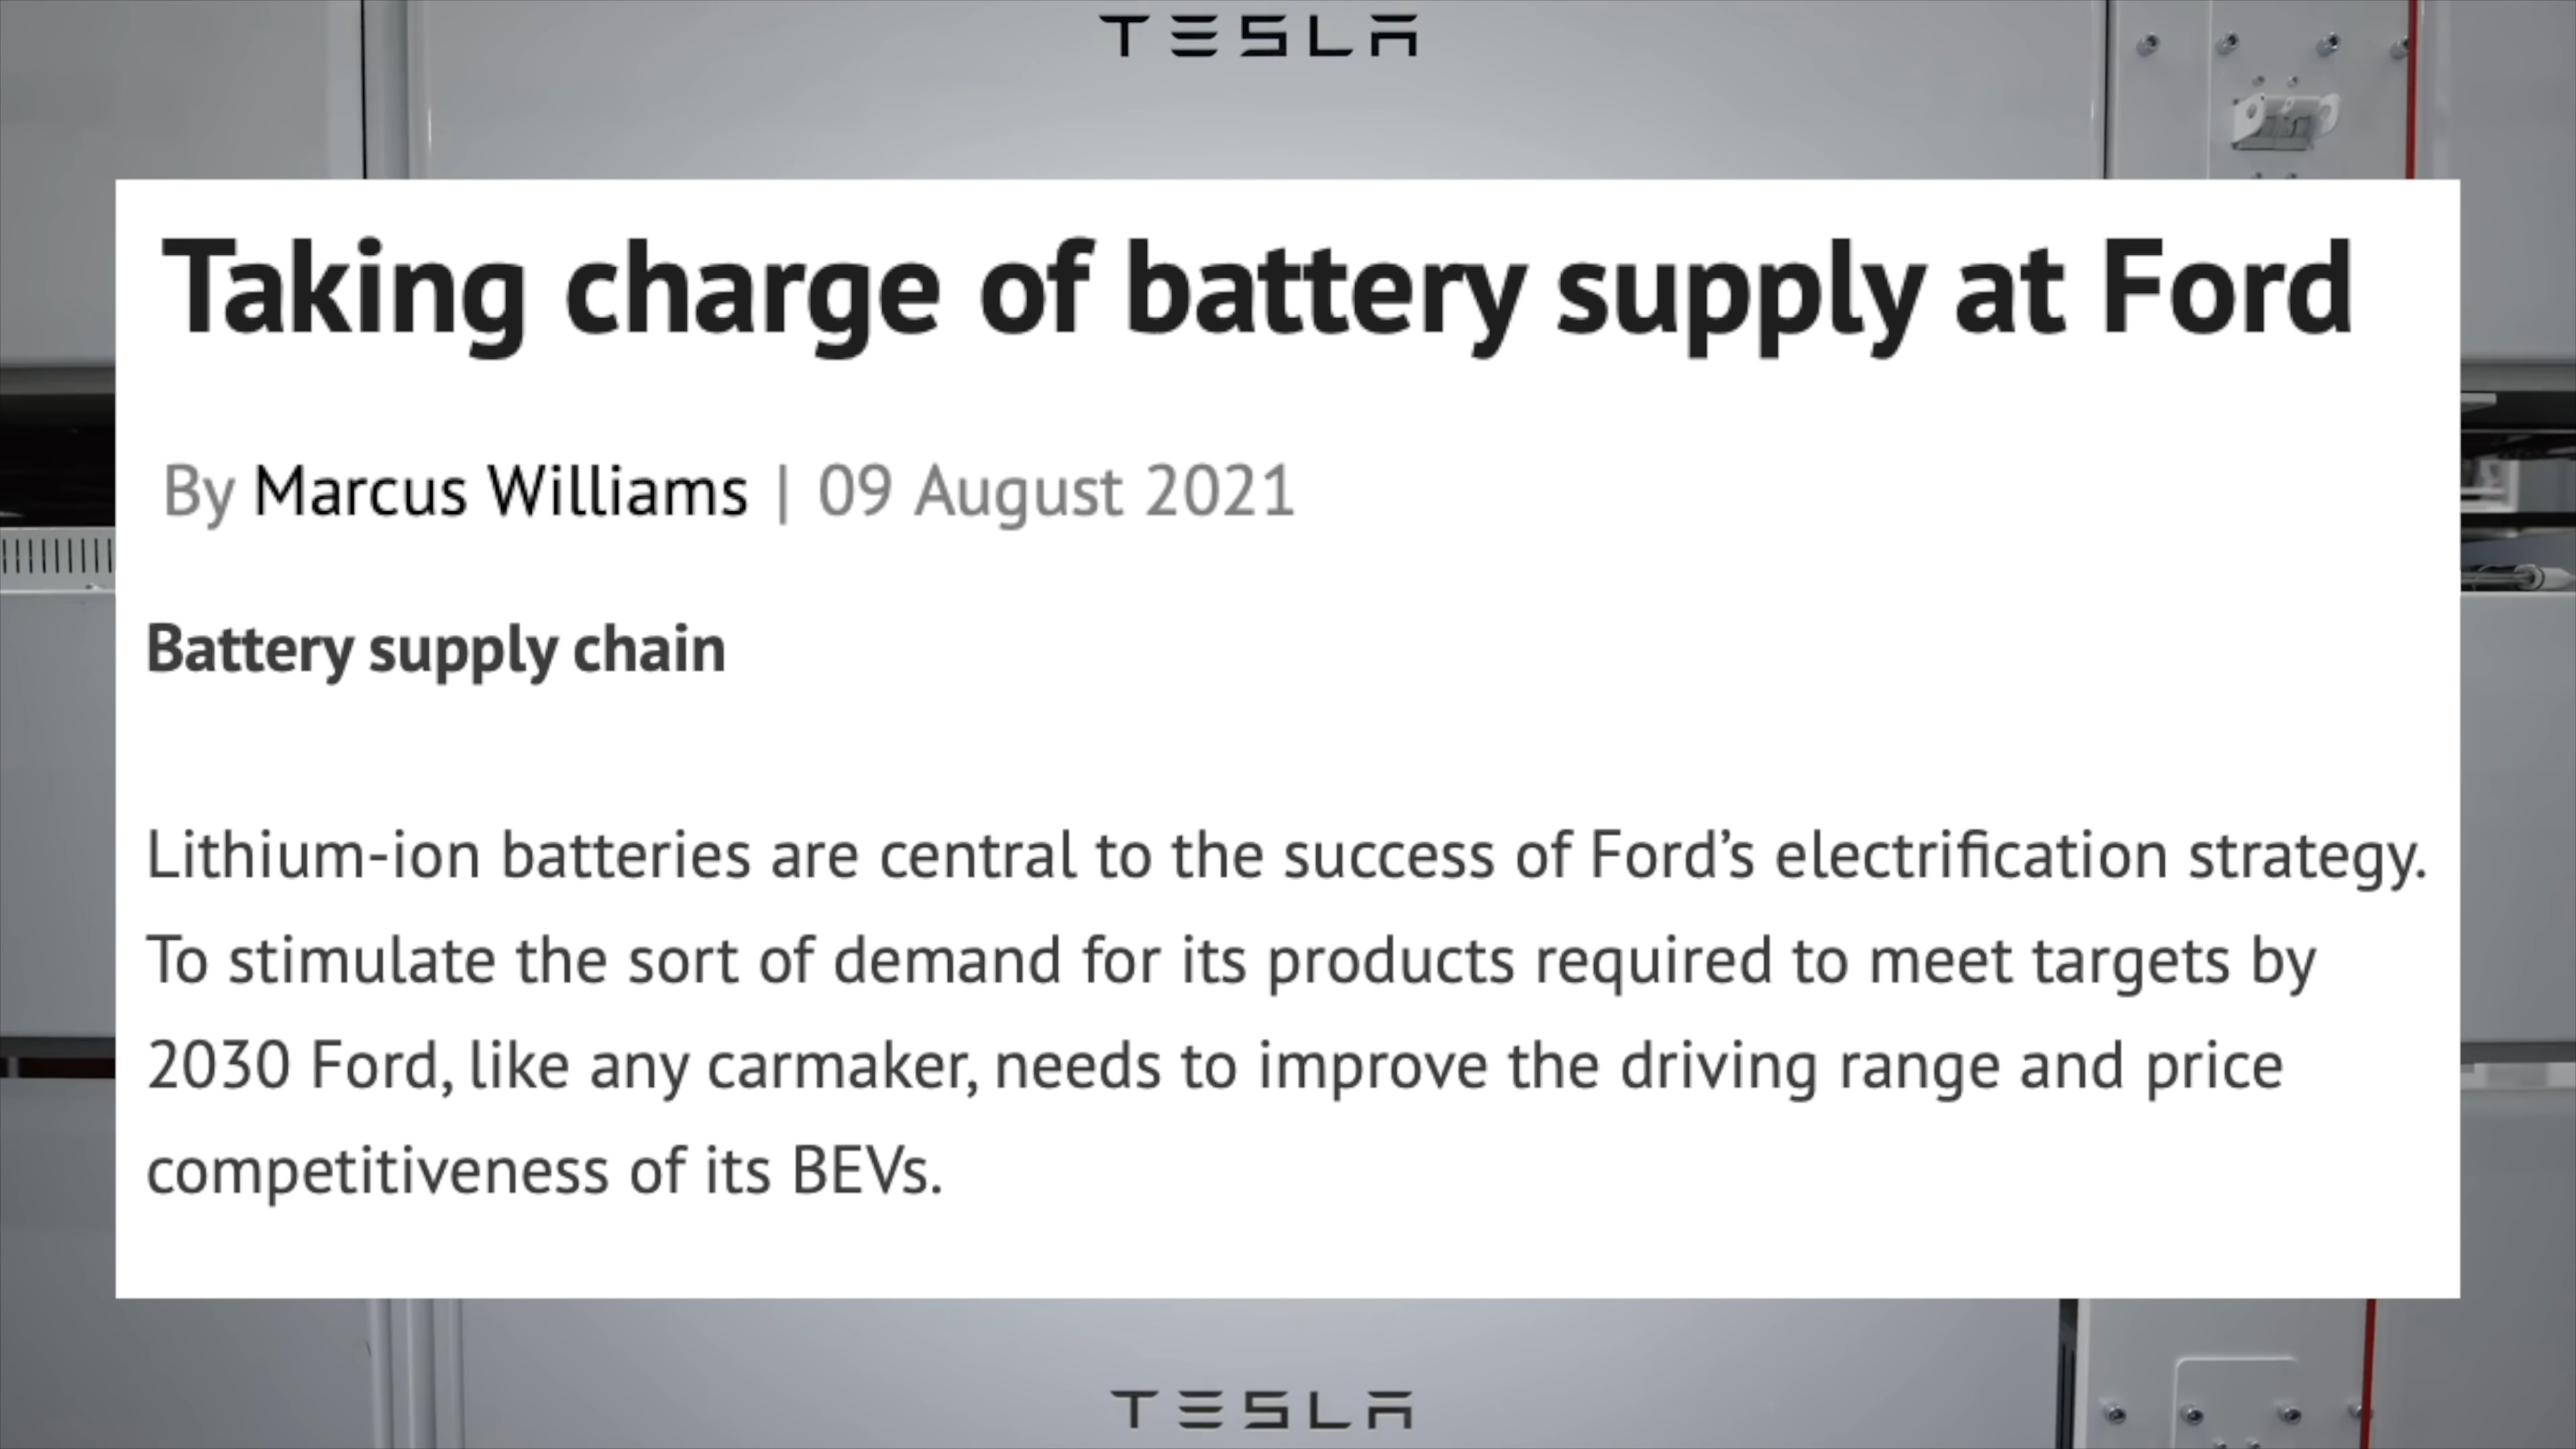 TESLA
Taking charge of battery supply at Ford
By Marcus Williams | 09 August 2021
Battery supply chain
Lithium-ion batteries are central to the success of Ford’s electrification strategy.
To stimulate the sort of demand for its products required to meet targets by
2030 Ford, like any carmaker, needs to improve the driving range and price
competitiveness of its BEVs.
TESLA